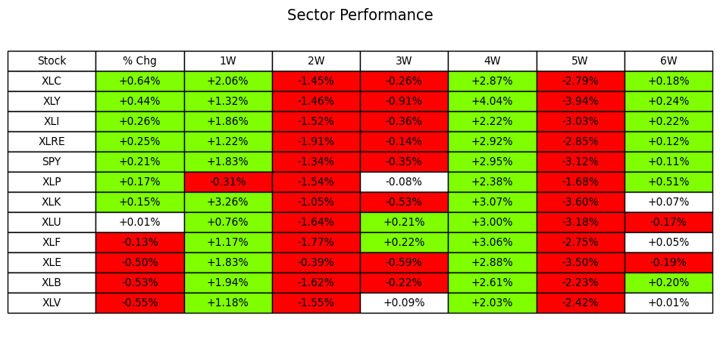 Sector Performance
Stock % Chg 1W 2W 3W 4W 5W 6W
XLC +0.64% +2.06% -1.45% -0.26% +2.87% -2.79% +0.18%
XLY +0.44% +1.32% -1.46% -0.91% +4.04% -3.94% +0.24%
XLI +0.26% +1.86% -1.52% -0.36% +2.22% -3.03% +0.22%
XLRE +0.25% +1.22% -1.91% -0.14% +2.92% -2.85% +0.12%
SPY +0.21% +1.83% -1.34% -0.35% +2.95% -3.12% +0.11%
XLP +0.17% -0.31% -1.54% -0.08% +2.38% -1.68% +0.51%
XLK +0.15% +3.26% -1.05% -0.53% +3.07% -3.60% +0.07%
XLU +0.01% +0.76% -1.64% +0.21% +3.00% -3.18% -0.17%
XLF -0.13% +1.17% -1.77% +0.22% +3.06% -2.75% +0.05%
XLE -0.50% +1.83% -0.39% -0.59% +2.88% -3.50% -0.19%
XLB -0.53% +1.94% -1.62% -0.22% +2.61% -2.23% +0.20%
XLV -0.55% +1.18% -1.55% +0.09% +2.03% -2.42% +0.01%